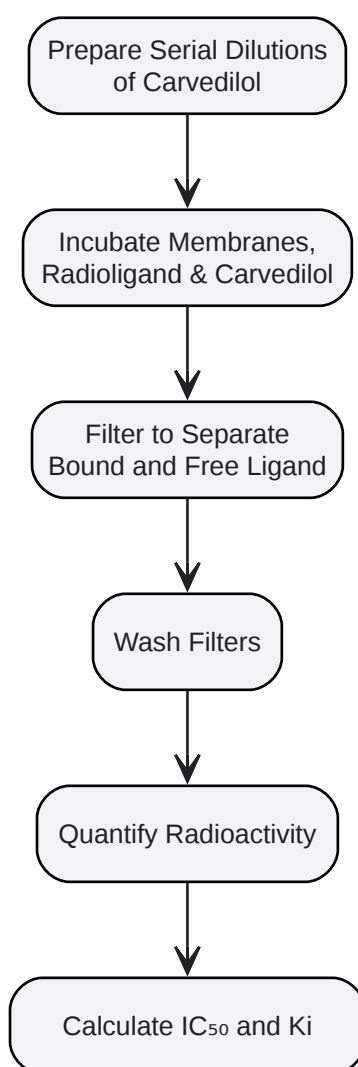 Prepare Serial Dilutions
of Carvedilol
Incubate Membranes,
Radioligand & Carvedilol
Filter to Separate
Bound and Free Ligand
Wash Filters
Quantify Radioactivity
Calculate IC₅₀ and Ki